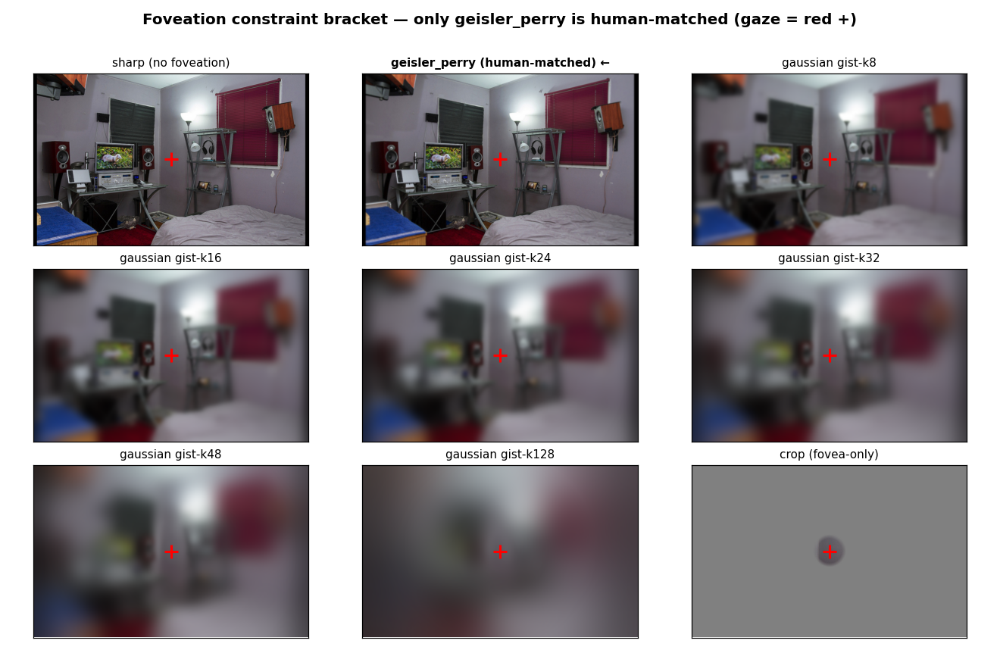 Foveation constraint bracket — only geisler_perry is human-matched (gaze = red +)
sharp (no foveation)
geisler_perry (human-matched) ←
gaussian gist-k8
gaussian gist-k16
gaussian gist-k24
gaussian gist-k32
gaussian gist-k48
gaussian gist-k128
crop (fovea-only)